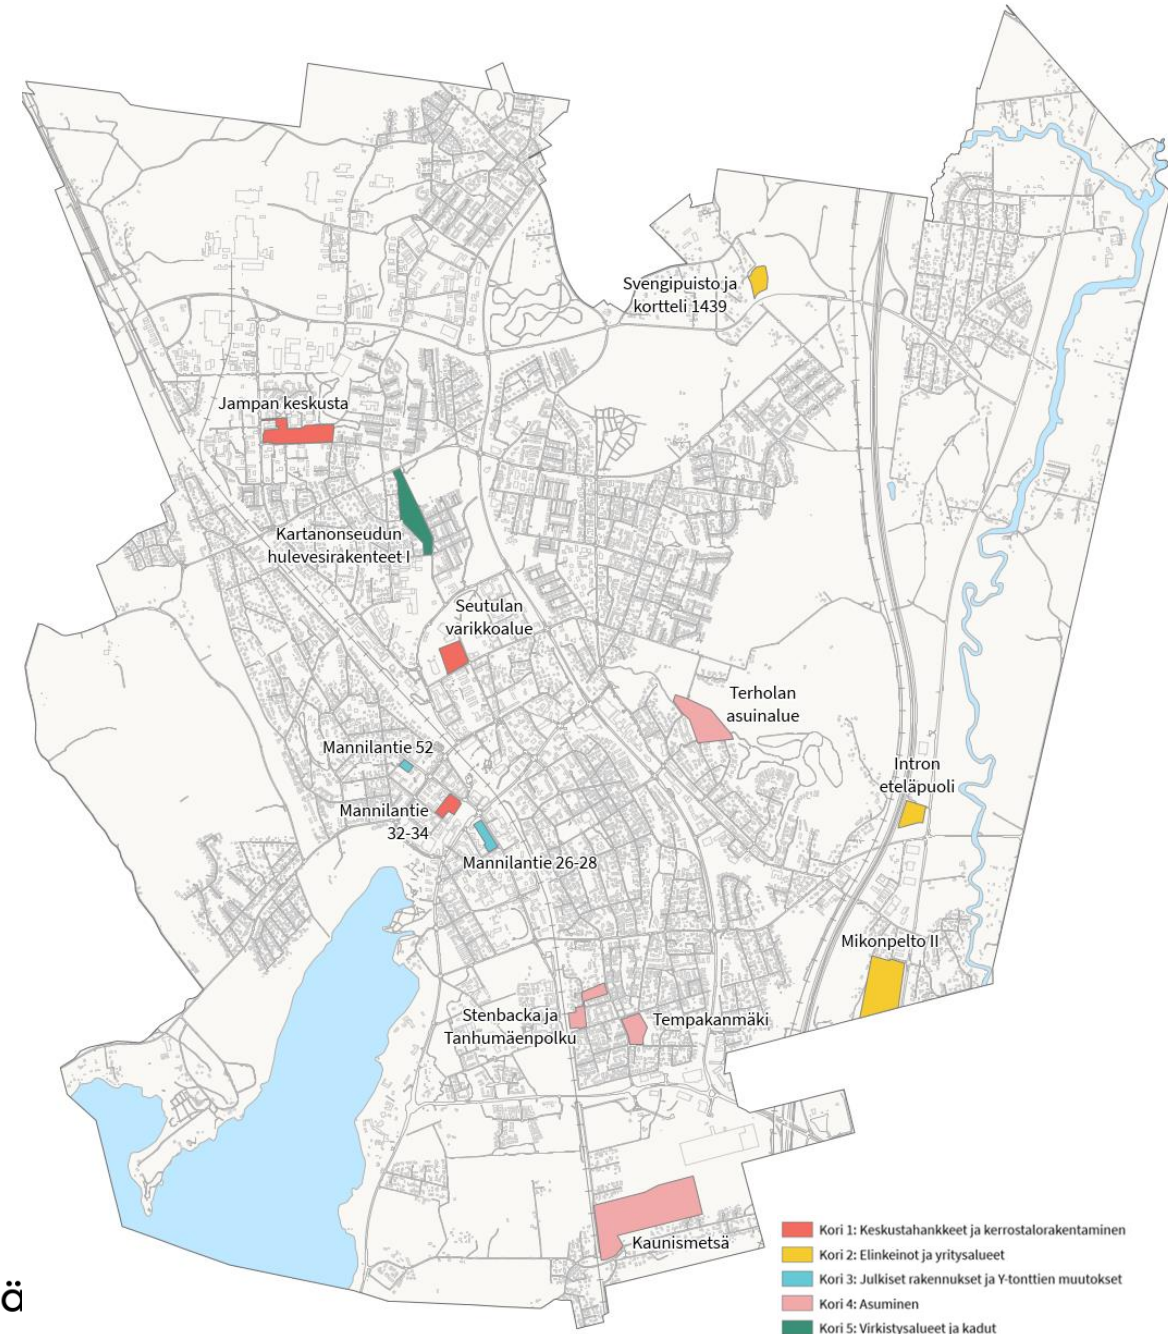 Svengipuisto ja
kortteli 1439
Jampan keskusta
Kartanonseudun
hulevesirakenteet I
Seutulan
varikkoalue
Terholan
asuinalue
Mannilantie 52
Intron
eteläpuoli
Mannilantie
32-34
Mannilantie 26-28
Mikonpelto II
Stenbacka ja
Tanhumäenpolku
Tempakanmäki
Kaunismetsä
Kori 1: Keskustahankkeet ja kerrostalorakentaminen
Kori 2: Elinkeinot ja yritysalueet
Kori 3: Julkiset rakennukset ja Y-tonttien muutokset
Kori 4: Asuminen
Kori 5: Virkistysalueet ja kadut
ä